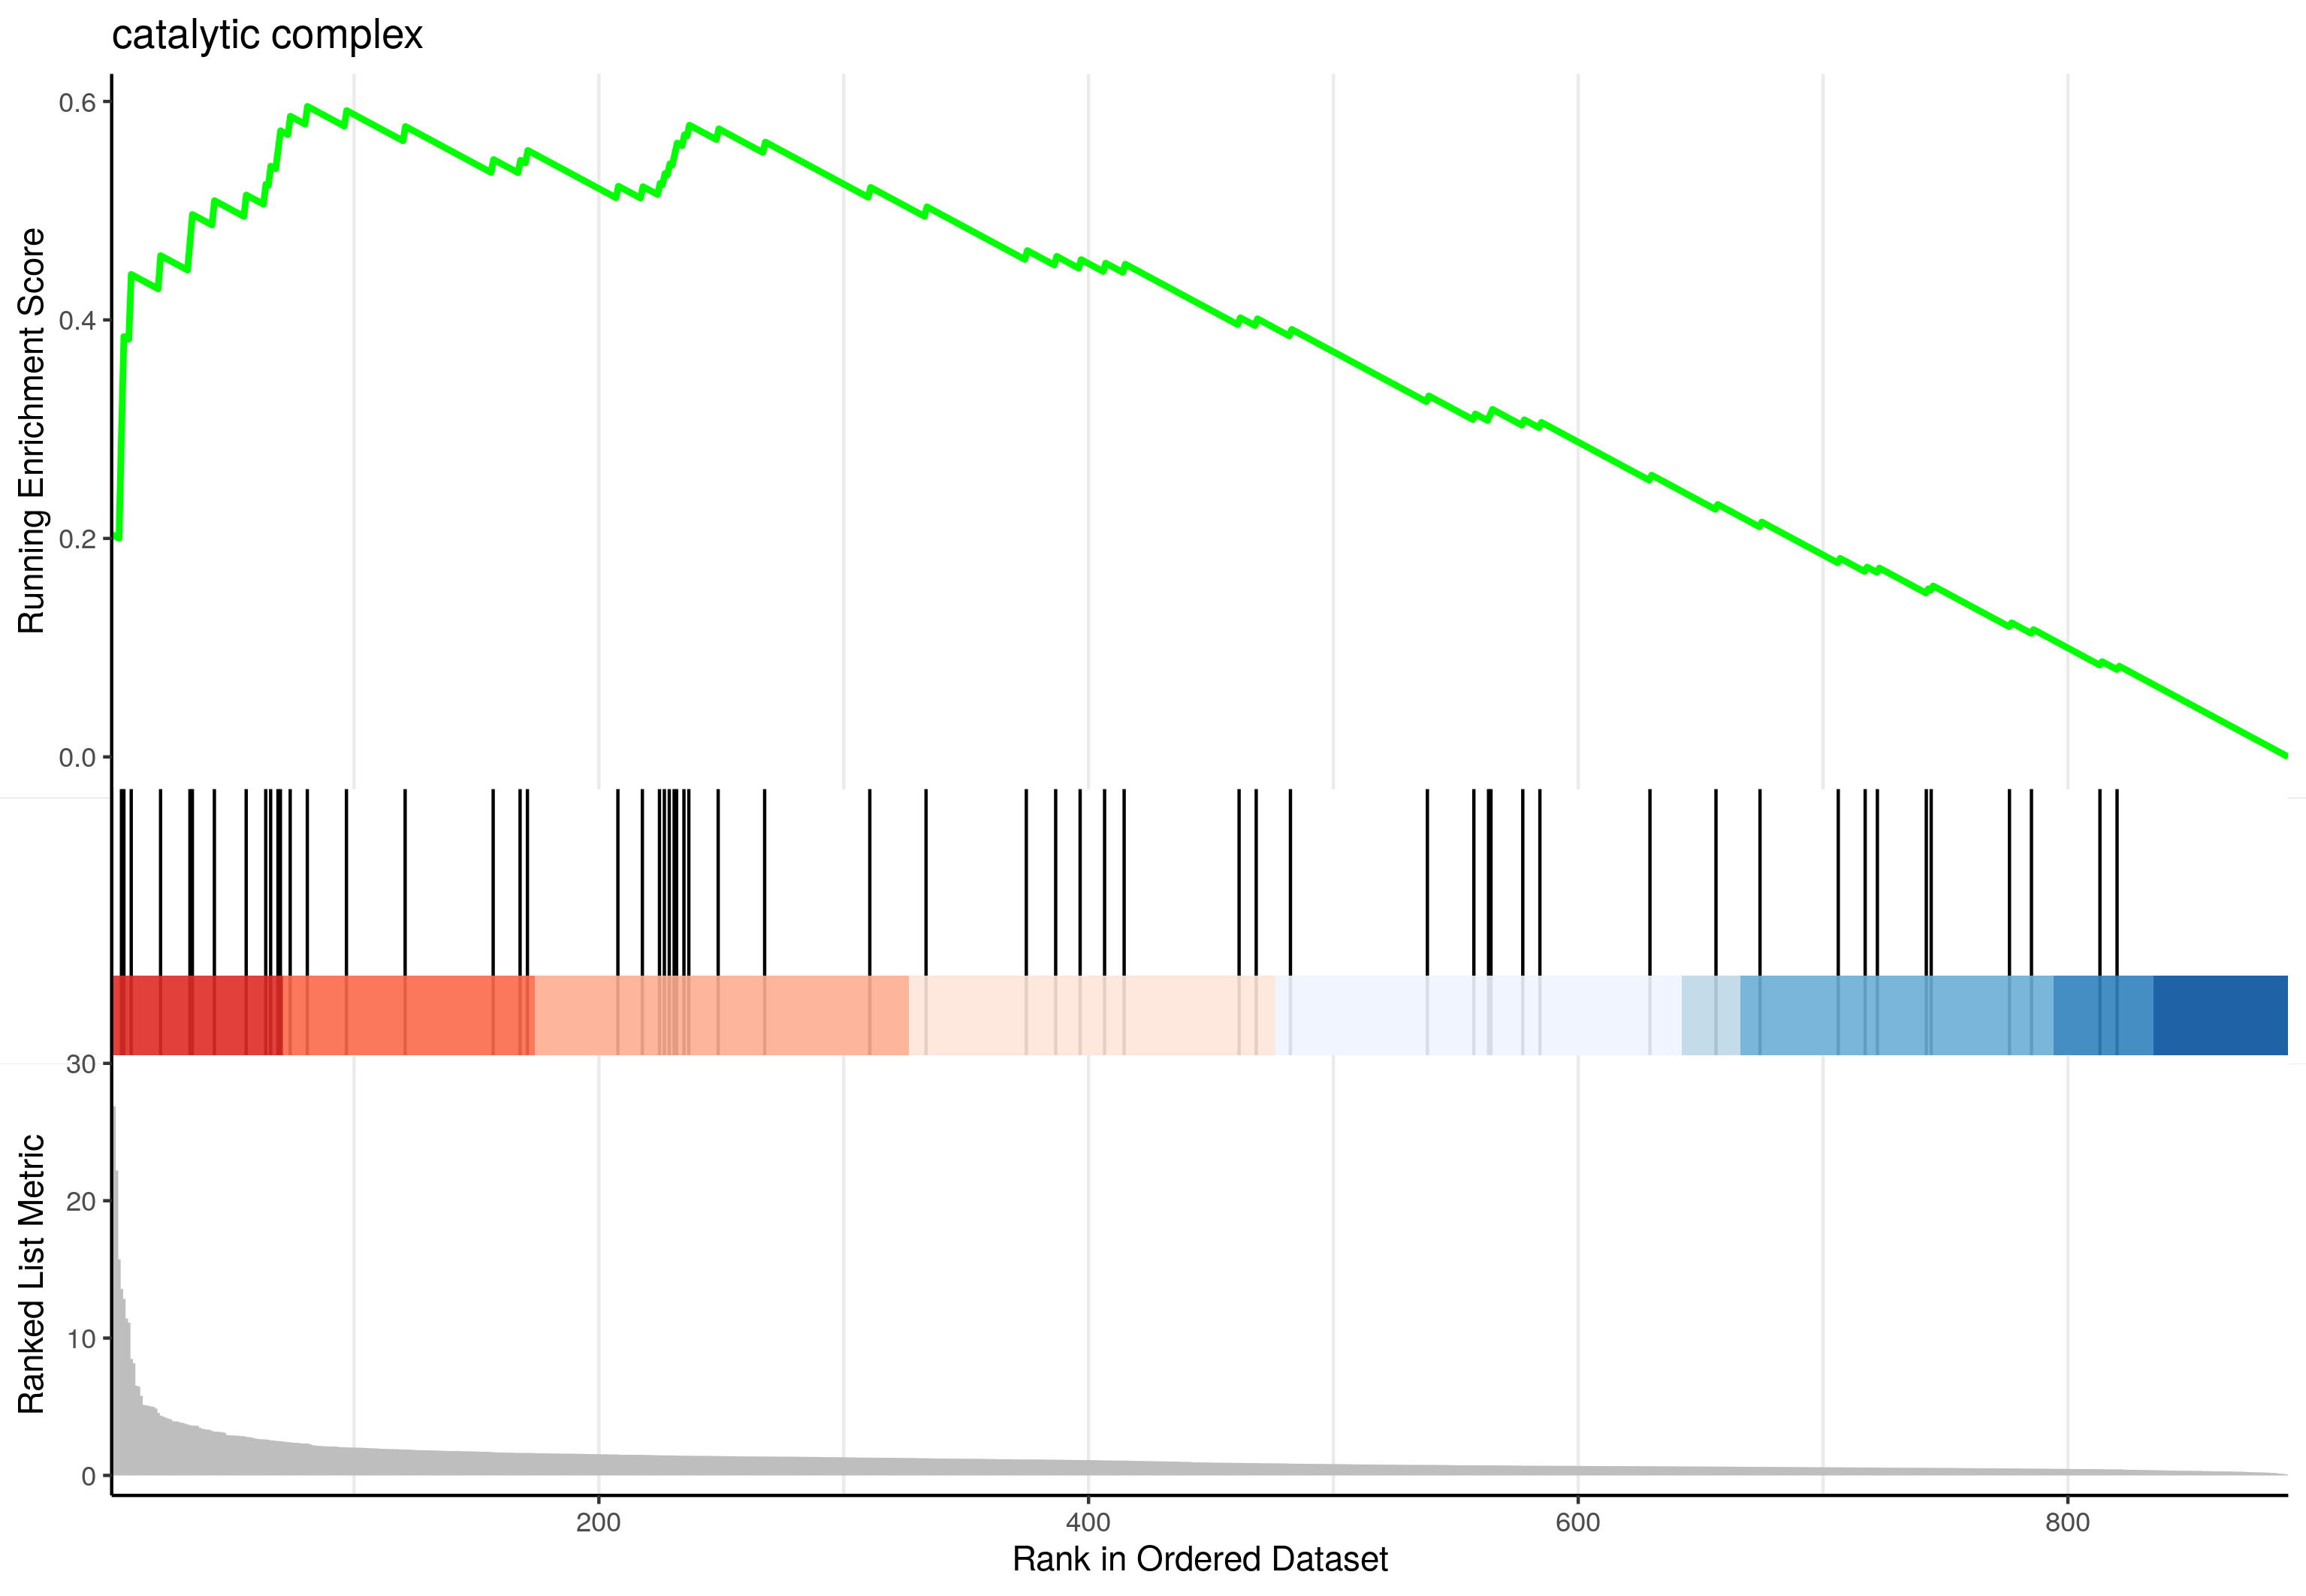 catalytic complex
Running Enrichment Score
0.6
0.4
0.2
0.0
Ranked List Metric
30
20
10
0
200 400 600 800
Rank in Ordered Dataset